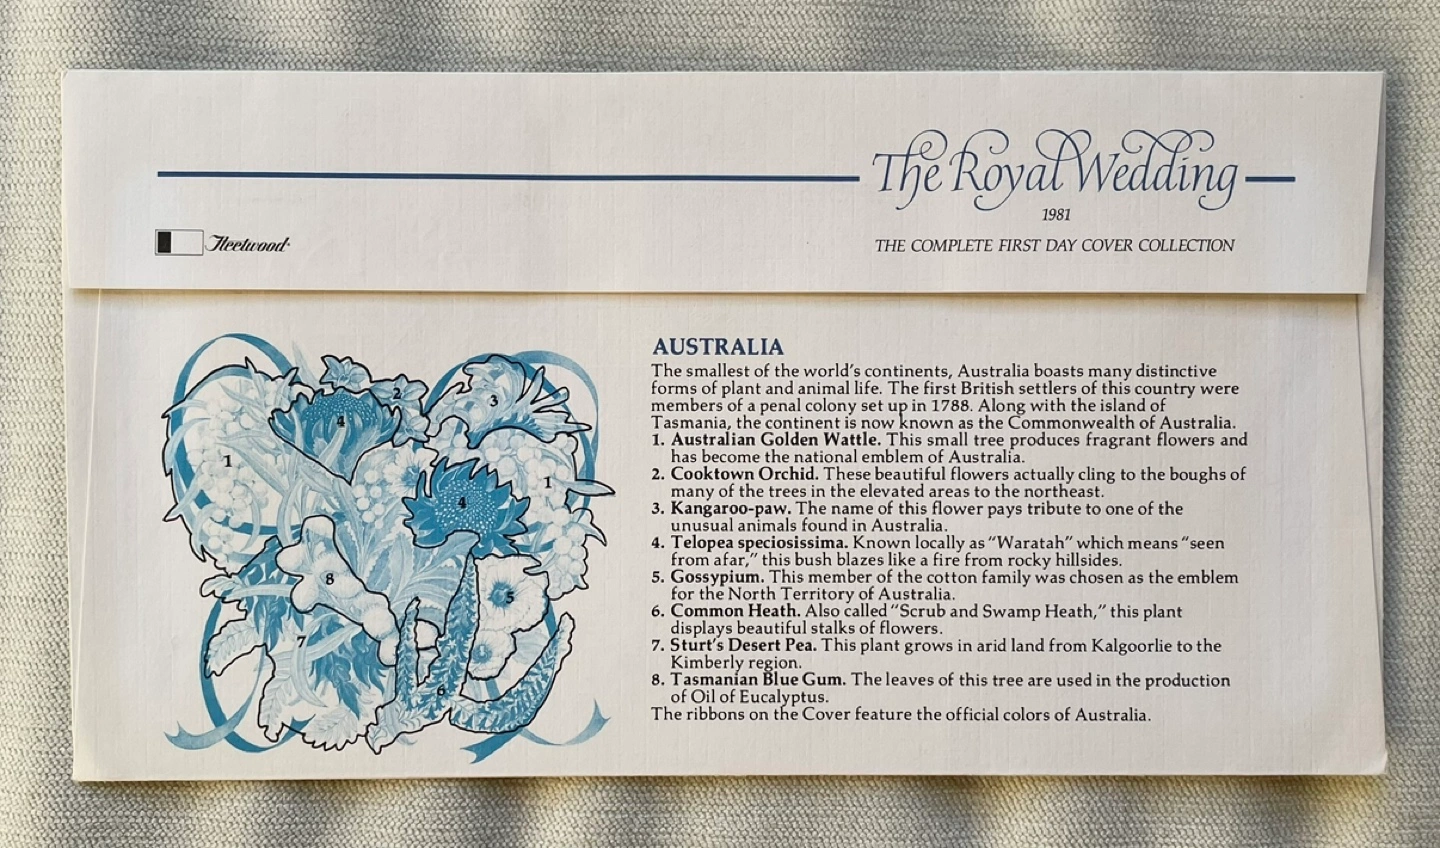 The Royal Wedding
1981
Fleetwood
THE COMPLETE FIRST DAY COVER COLLECTION
AUSTRALIA
The smallest of the world's continents, Australia boasts many distinctive
forms of plant and animal life. The first British settlers of this country were
members of a penal colony set up in 1788. Along with the island of
Tasmania, the continent is now known as the Commonwealth of Australia.
1. Australian Golden Wattle. This small tree produces fragrant flowers and
has become the national emblem of Australia.
2. Cooktown Orchid. These beautiful flowers actually cling to the boughs of
many of the trees in the elevated areas to the northeast.
3. Kangaroo-paw. The name of this flower pays tribute to one of the
unusual animals found in Australia.
4. Telopea speciosissima. Known locally as "Waratah" which means "seen
from afar," this bush blazes like a fire from rocky hillsides.
5. Gossypium. This member of the cotton family was chosen as the emblem
for the North Territory of Australia.
6. Common Heath. Also called "Scrub and Swamp Heath," this plant
displays beautiful stalks of flowers.
7. Sturt's Desert Pea. This plant grows in arid land from Kalgoorlie to the
Kimberly region.
8. Tasmanian Blue Gum. The leaves of this tree are used in the production
of Oil of Eucalyptus.
The ribbons on the Cover feature the official colors of Australia.
2
3
4
1
1
4
8
5
7
6